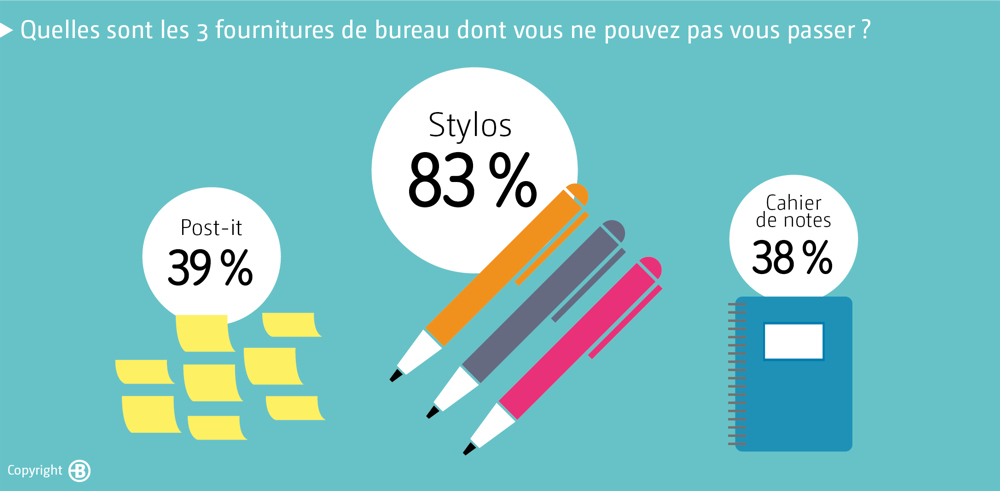 Quelles sont les 3 fournitures de bureau dont vous ne pouvez pas vous passer ?
Stylos
83 %
Post-it
39 %
Cahier
de notes
38 %
Copyright B